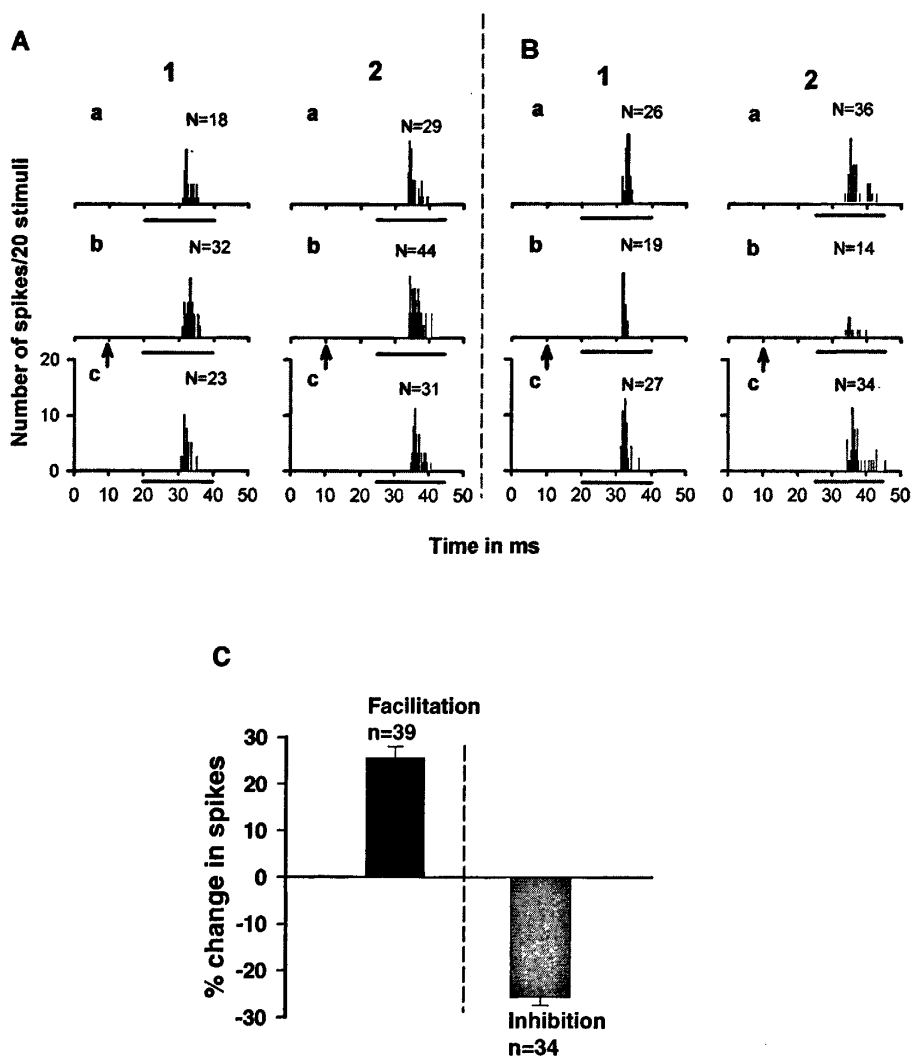 A
B
1
2
1
2
a
N=18
a
N=29
a
N=26
a
N=36
b
N=32
b
N=44
b
N=19
b
N=14
c
N=23
c
N=31
c
N=27
c
N=34
Number of spikes/20 stimuli
20
10
0
0 10 20 30 40 50
0 10 20 30 40 50
0 10 20 30 40 50
0 10 20 30 40 50
Time in ms
C
Facilitation
n=39
% change in spikes
30
20
10
0
-10
-20
-30
Inhibition
n=34